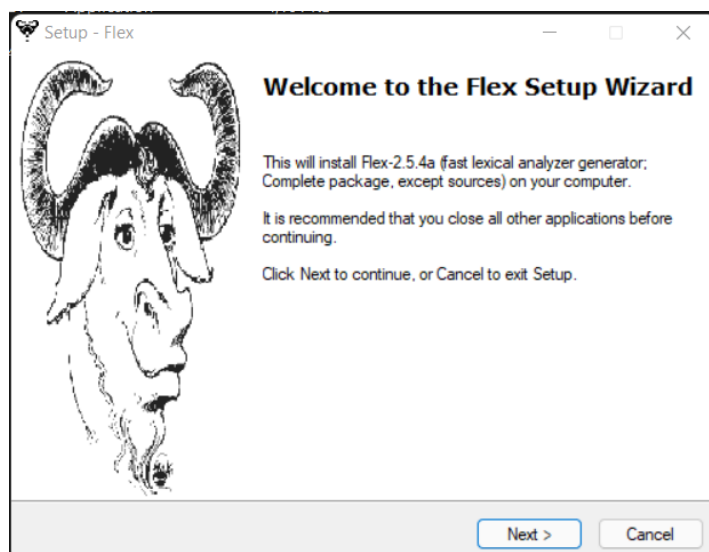 Setup - Flex
Welcome to the Flex Setup Wizard
This will install Flex-2.5.4a (fast lexical analyzer generator;
Complete package, except sources) on your computer.
It is recommended that you close all other applications before
continuing.
Click Next to continue, or Cancel to exit Setup.
Next >
Cancel